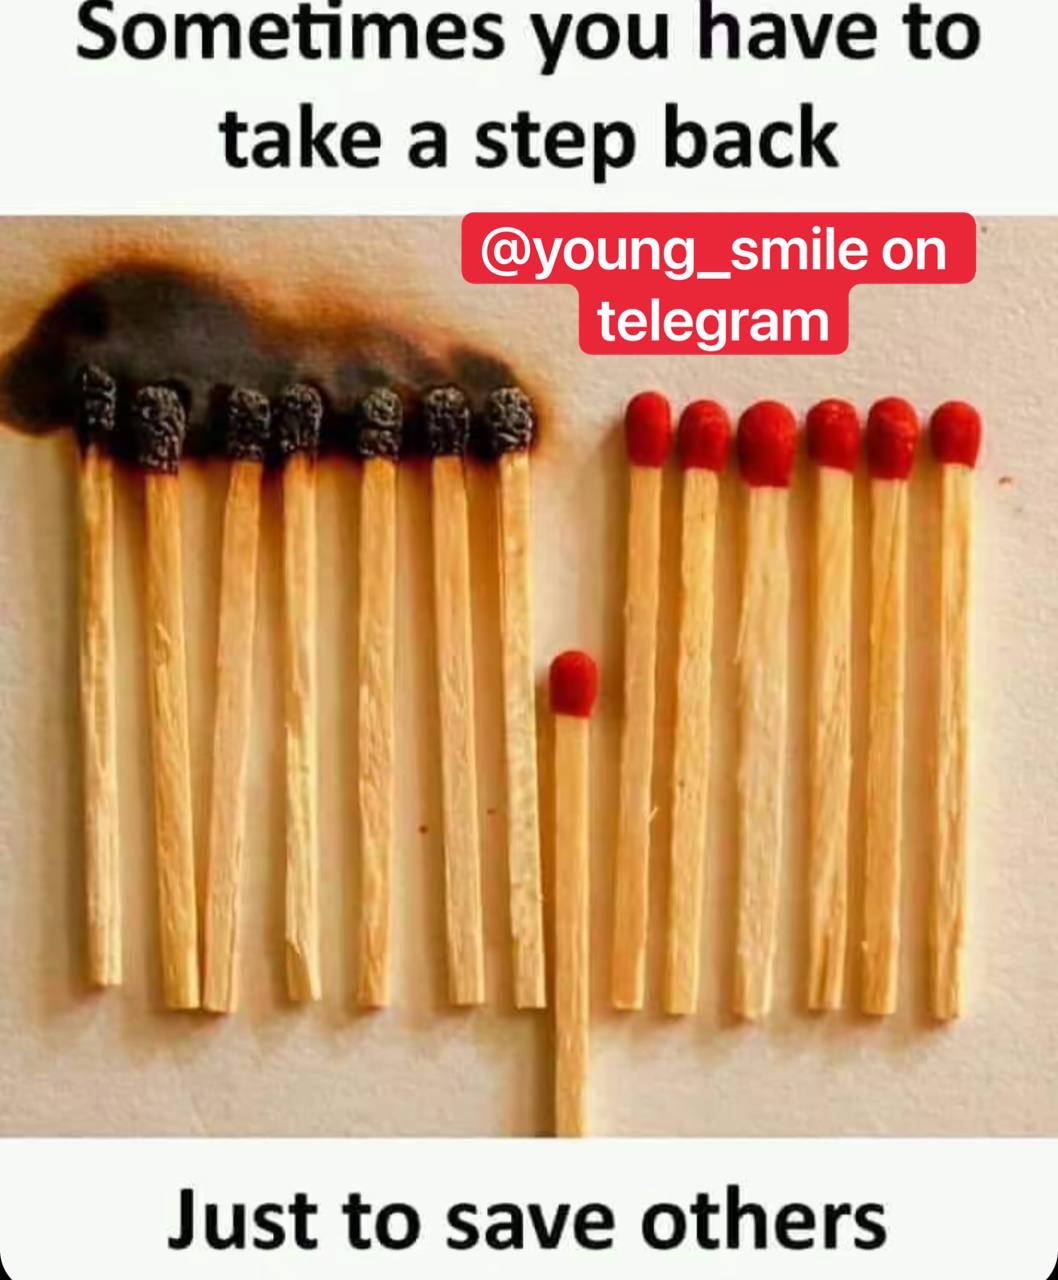 Sometimes you have to
take a step back
@young_smile on
telegram
Just to save others